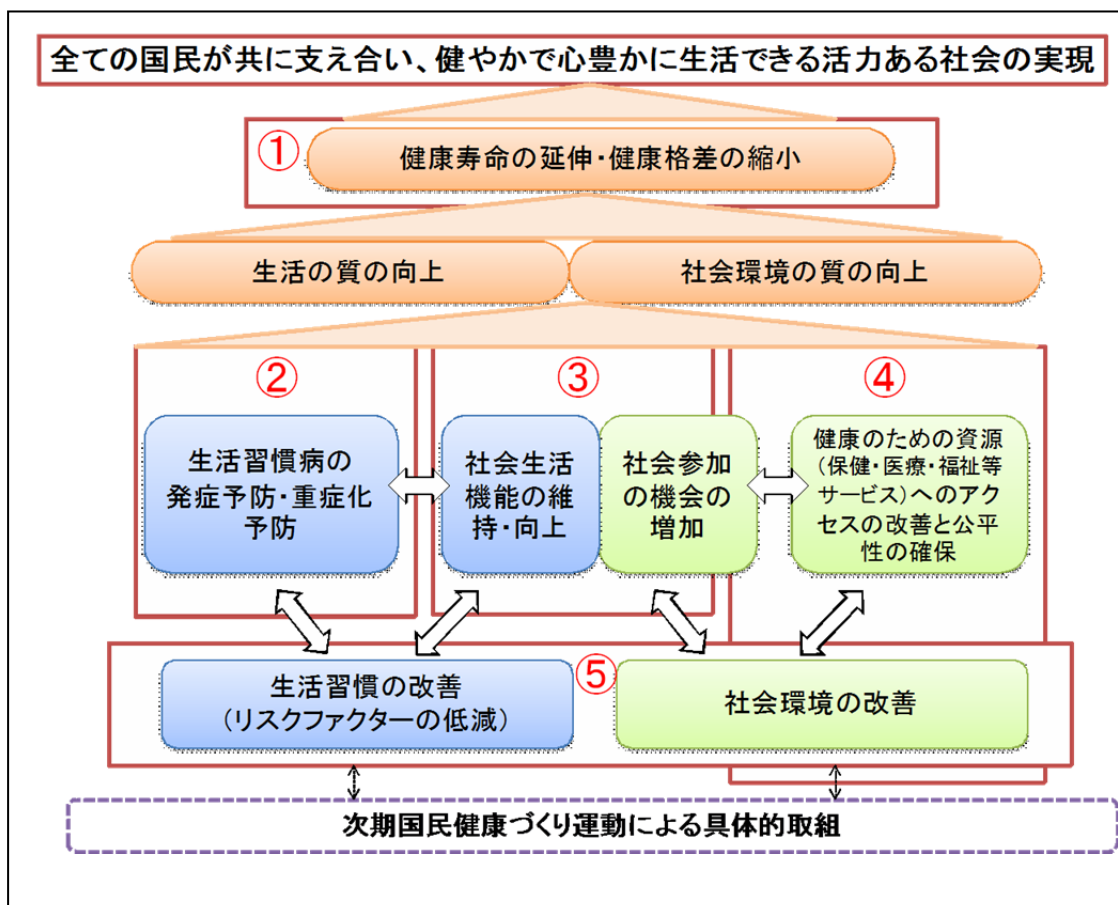 全ての国民が共に支え合い、健やかで心豊かに生活できる活力ある社会の実現
①
健康寿命の延伸・健康格差の縮小
生活の質の向上
社会環境の質の向上
②
③
④
生活習慣病の
発症予防・重症化
予防
社会生活
機能の維
持・向上
社会参加
の機会の
増加
健康のための資源
(保健・医療・福祉等
サービス)へのアク
セスの改善と公平
性の確保
⑤
生活習慣の改善
(リスクファクターの低減)
社会環境の改善
次期国民健康づくり運動による具体的取組